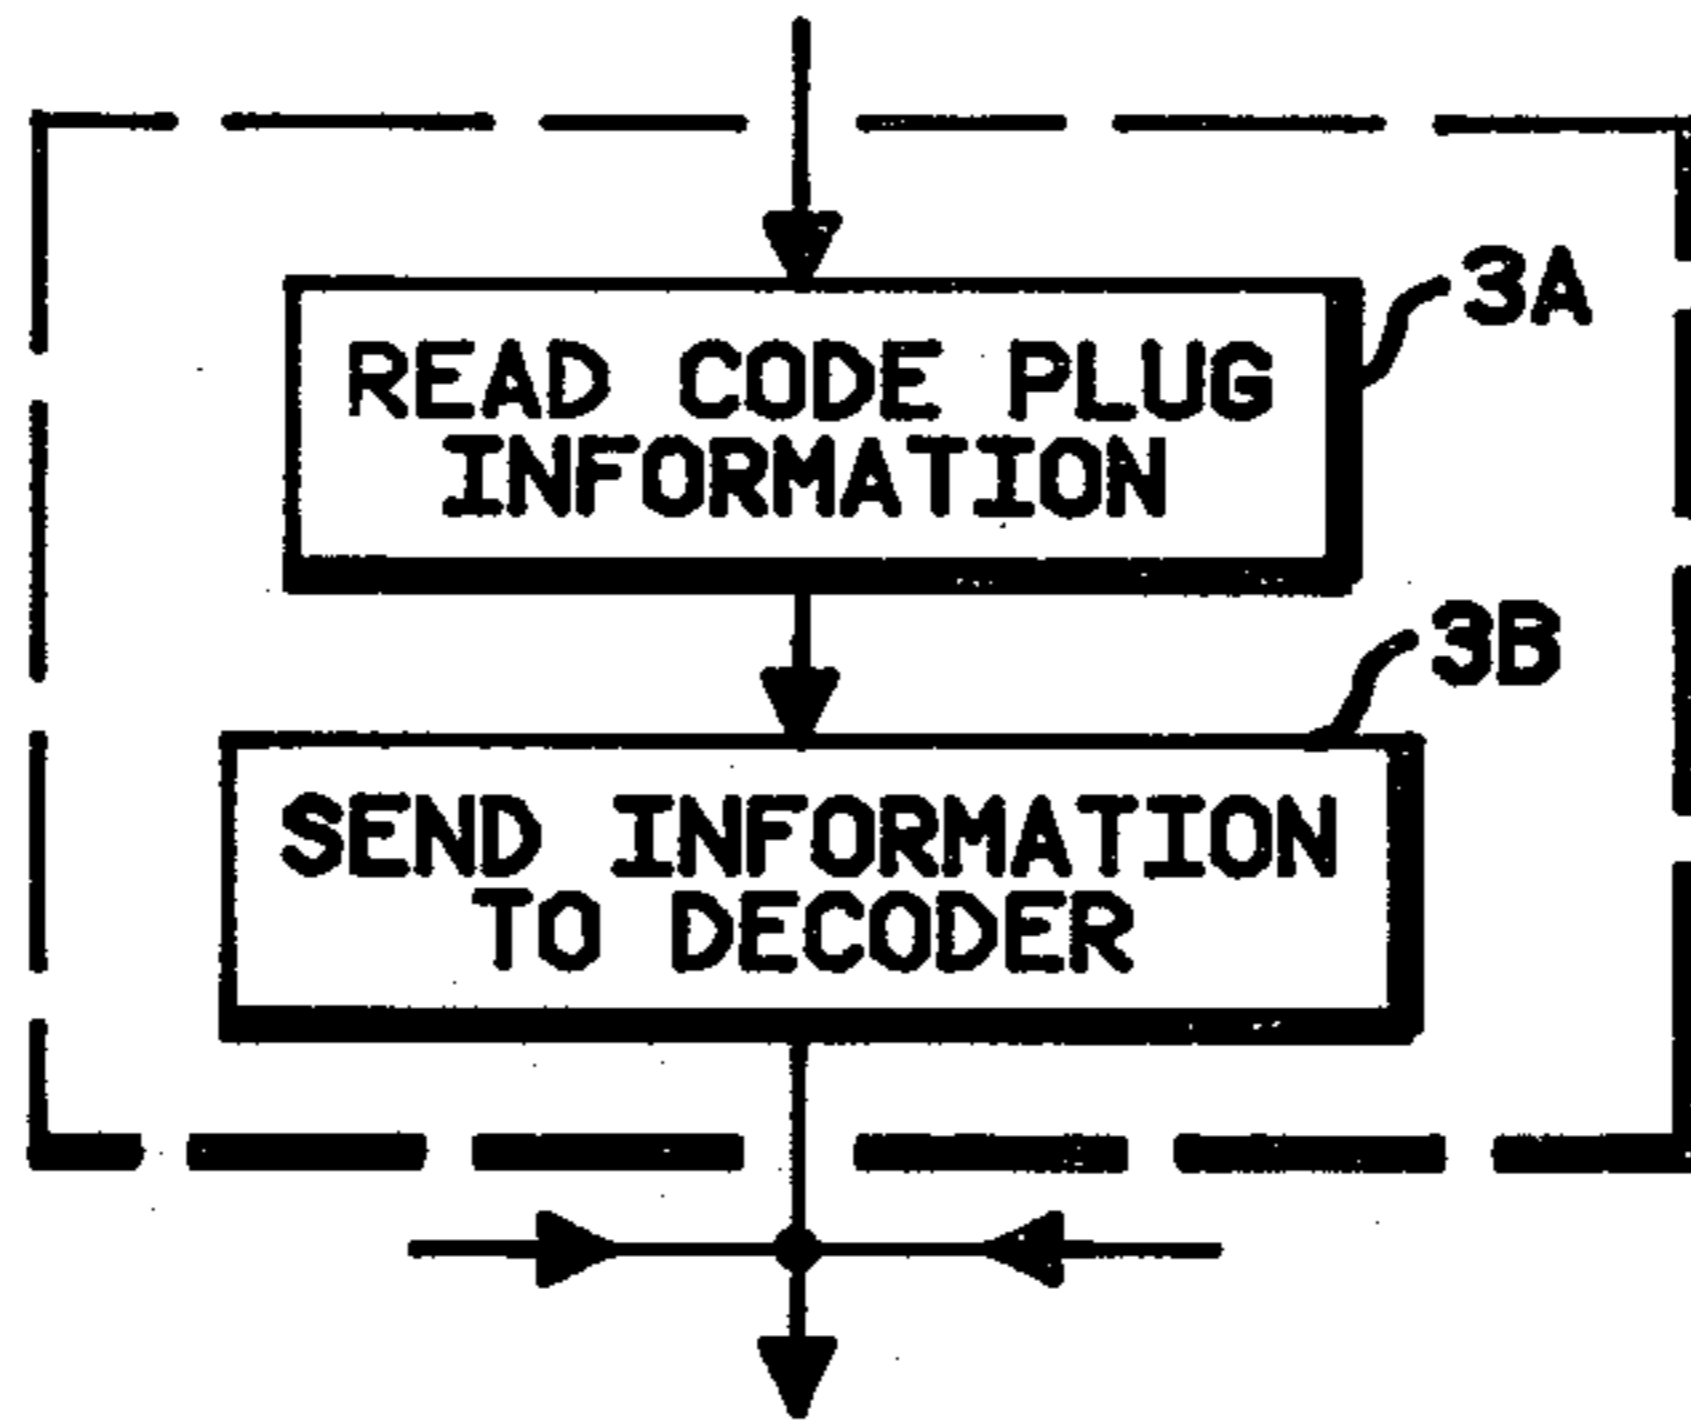 3A
READ CODE PLUG
INFORMATION
3B
SEND INFORMATION
TO DECODER